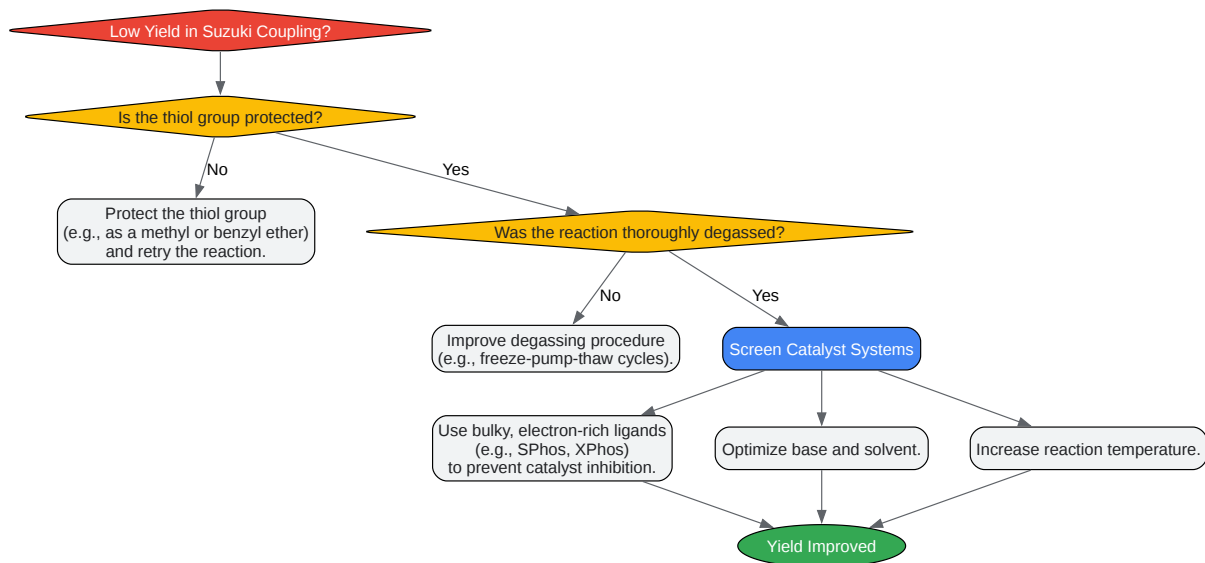 Low Yield in Suzuki Coupling?
Is the thiol group protected?
No
Yes
Protect the thiol group
(e.g., as a methyl or benzyl ether)
and retry the reaction.
Was the reaction thoroughly degassed?
No
Yes
Improve degassing procedure
(e.g., freeze-pump-thaw cycles).
Screen Catalyst Systems
Use bulky, electron-rich ligands
(e.g., SPhos, XPhos)
to prevent catalyst inhibition.
Optimize base and solvent.
Increase reaction temperature.
Yield Improved